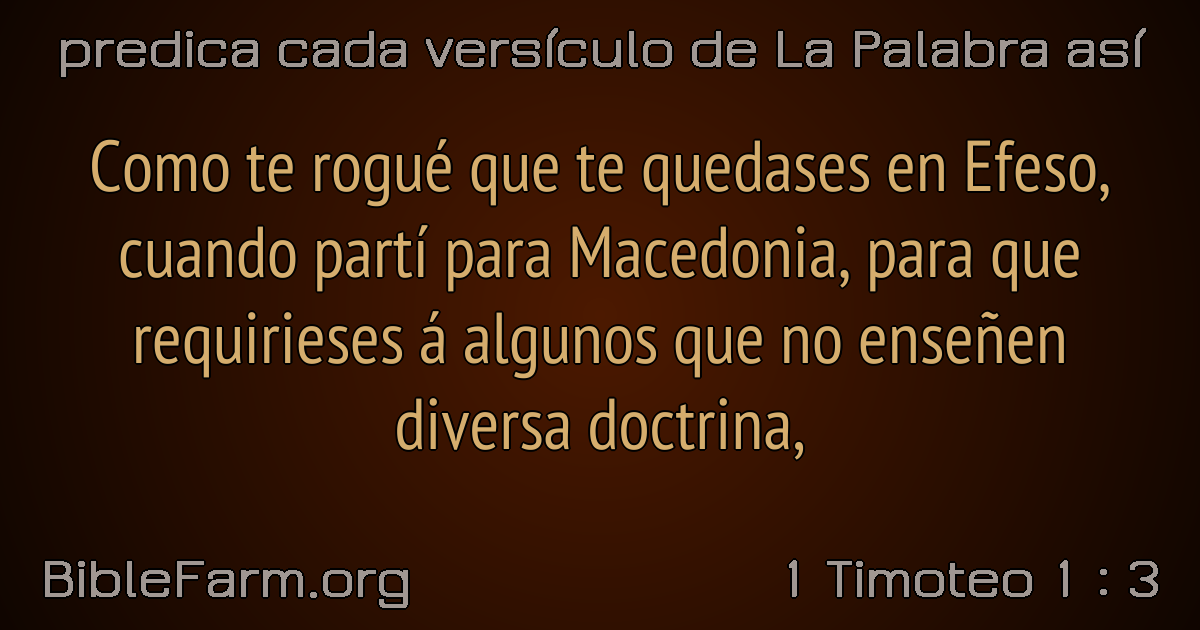 predica cada versículo de La Palabra así
Como te rogué que te quedases en Efeso,
cuando partí para Macedonia, para que
requirieses á algunos que no enseñen
diversa doctrina,
BibleFarm.org
1 Timoteo 1 : 3